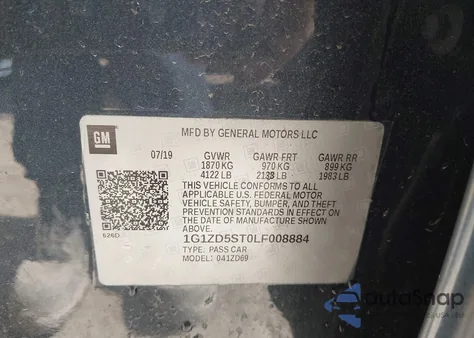 GM
MFD BY GENERAL MOTORS LLC
07/19 GVWR GAWR FRT GAWR RR
1870 KG 970 KG 899 KG
4122 LB 2138 LB 1983 LB
THIS VEHICLE CONFORMS TO ALL
APPLICABLE U.S. FEDERAL MOTOR
VEHICLE SAFETY, BUMPER, AND THEFT
PREVENTION STANDARDS IN EFFECT ON
THE DATE OF MANUFACTURE SHOWN
ABOVE.
626D
1G1ZD5ST0LF008884
TYPE: PASS CAR
MODEL: 041ZD69
AutoSnap